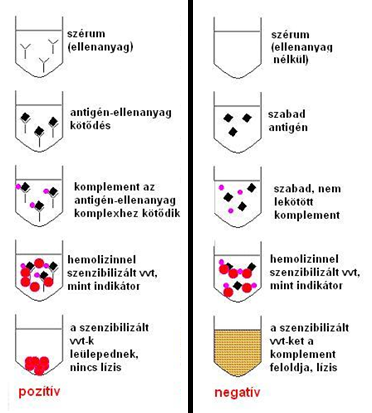 szérum
(ellenanyag)
antigén-ellenanyag
kötődés
komplement az
antigén-ellenanyag
komplexhez kötődik
hemolizinnel
szenzibilizált vvt,
mint indikátor
a szenzibilizált
vvt-k
leülepednek,
nincs lízis
pozítív
szérum
(ellenanyag
nélkül)
szabad
antigén
szabad, nem
lekötött
komplement
hemolizinnel
szenzibilizált vvt,
mint indikátor
a szenzibilizált
vvt-ket a
komplement
feloldja, lízis
negatív